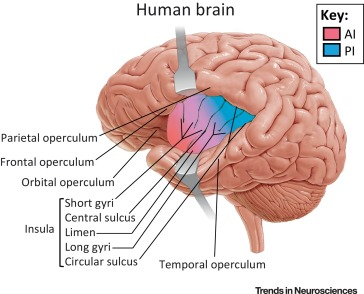 Human brain
Key:
AI
PI
Parietal operculum
Frontal operculum
Orbital operculum
Insula
Short gyri
Central sulcus
Limen
Long gyri
Circular sulcus
Temporal operculum
Trends in Neurosciences